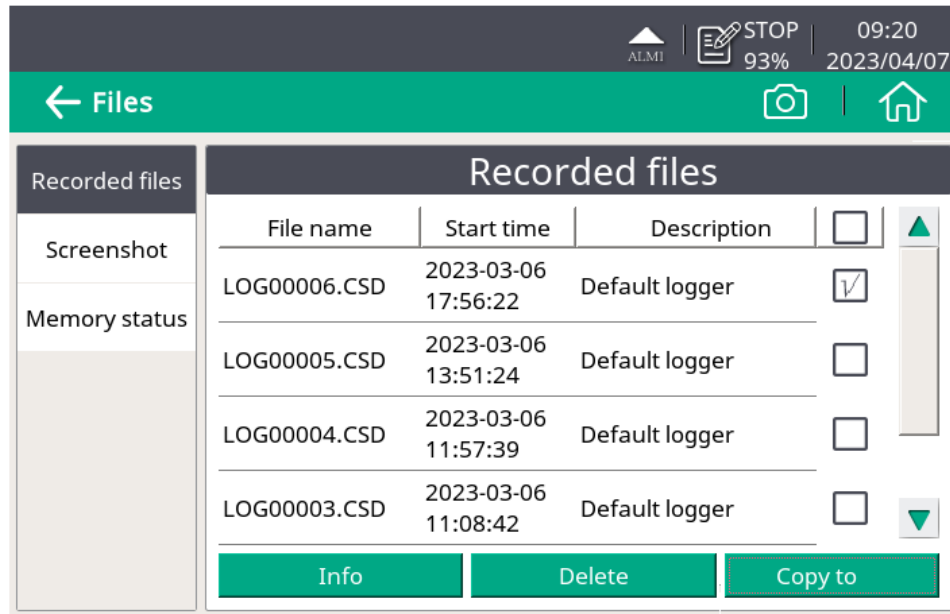 ALMI
STOP
93%
09:20
2023/04/07
Files
Recorded files
Screenshot
Memory status
Recorded files
File name Start time Description
LOG00006.CSD 2023-03-06 17:56:22 Default logger
LOG00005.CSD 2023-03-06 13:51:24 Default logger
LOG00004.CSD 2023-03-06 11:57:39 Default logger
LOG00003.CSD 2023-03-06 11:08:42 Default logger
Info Delete Copy to